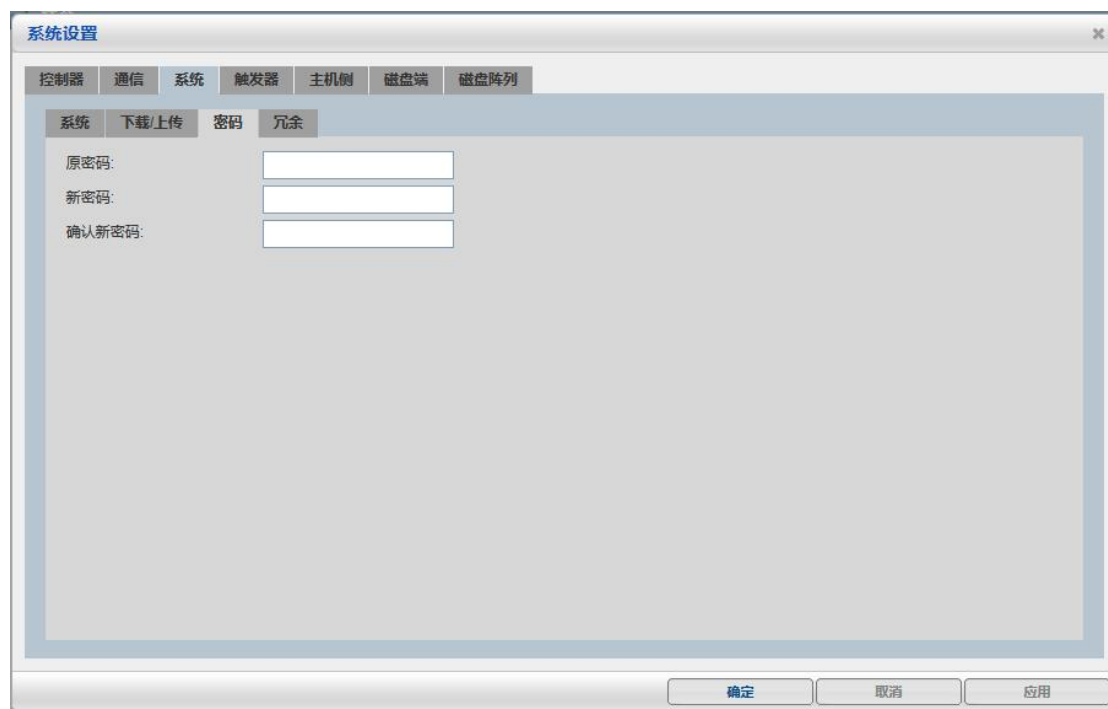 系统设置
控制器 通信 系统 触发器 主机侧 磁盘端 磁盘阵列
系统 下载/上传 密码 冗余
原密码:
新密码:
确认新密码:
确定 取消 应用